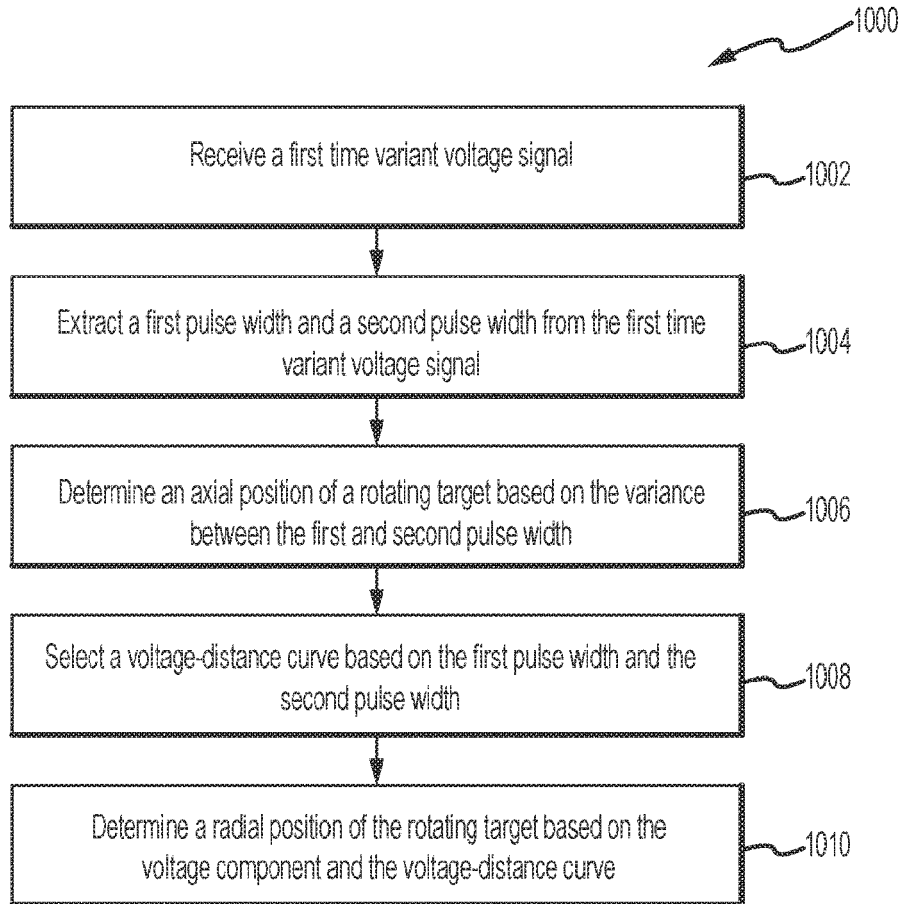 1000
Receive a first time variant voltage signal
1002
Extract a first pulse width and a second pulse width from the first time
variant voltage signal
1004
Determine an axial position of a rotating target based on the variance
between the first and second pulse width
1006
Select a voltage-distance curve based on the first pulse width and the
second pulse width
1008
Determine a radial position of the rotating target based on the
voltage component and the voltage-distance curve
1010